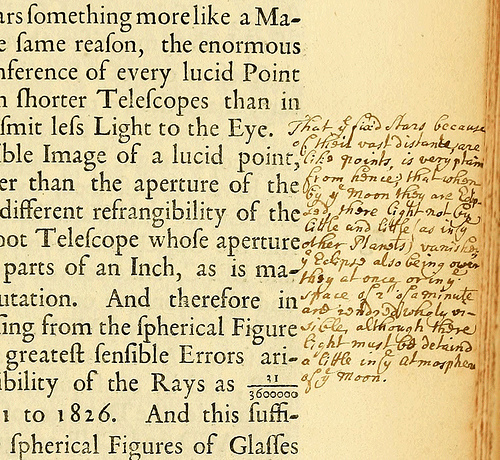 ars ſomething more like a Ma-
e ſame reaſon, the enormous
nference of every lucid Point
n ſhorter Teleſcopes than in
ſmit leſs Light to the Eye.
ble Image of a lucid point,
er than the aperture of the
different refrangibility of the
oot Teleſcope whoſe aperture
parts of an Inch, as is ma-
utation. And therefore in
ſing from the ſpherical Figure
greateſt ſenſible Errors ari-
ibility of the Rays as 31/3600000
1 to 1826. And this ſuffi-
ſpherical Figures of Glaſſes
That yͤ fixd Stars because
of their vast distance, are
like points, is very plain
from hence; that when
by yͤ Moon they are
there light not by
little and little as in yͤ
other Planets) vanishes
yͤ Eclipse also being over
they at once or in yͤ
space of 2" of a minute
are renderd wholy vi-
sible, although there
light must be detaind
a little in yͤ Atmosphere
of yͤ Moon.